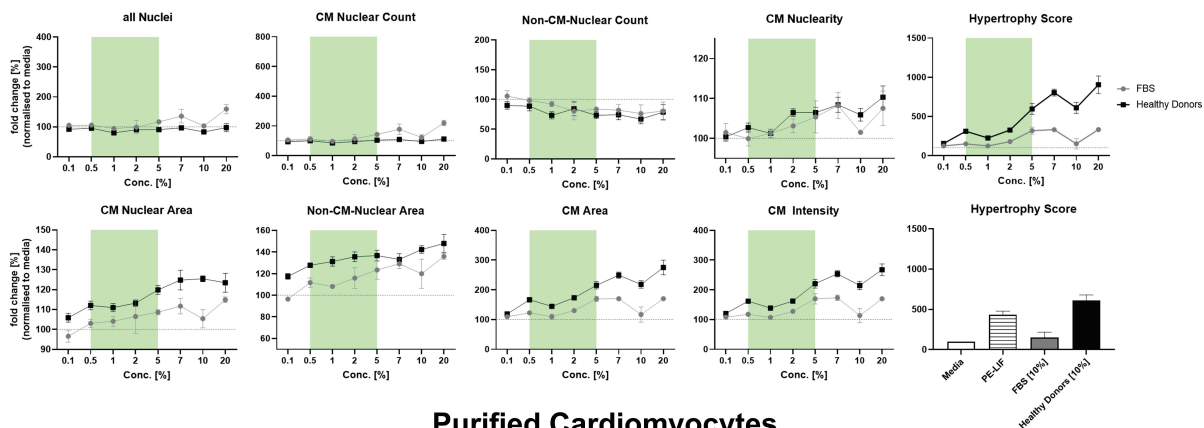 all Nuclei
fold change [%]
(normalised to media)
400
300
200
100
0
0.1 0.5 1 2 5 7 10 20
Conc. [%]
CM Nuclear Count
800
600
400
200
0
0.1 0.5 1 2 5 7 10 20
Conc. [%]
Non-CM-Nuclear Count
200
150
100
50
0
0.1 0.5 1 2 5 7 10 20
Conc. [%]
CM Nuclearity
120
110
100
0.1 0.5 1 2 5 7 10 20
Conc. [%]
Hypertrophy Score
1500
1000
500
0
0.1 0.5 1 2 5 7 10 20
Conc. [%]
FBS
Healthy Donors
CM Nuclear Area
fold change [%]
(normalised to media)
150
140
130
120
110
100
90
0.1 0.5 1 2 5 7 10 20
Conc. [%]
Non-CM-Nuclear Area
160
140
120
100
80
60
0.1 0.5 1 2 5 7 10 20
Conc. [%]
CM Area
400
300
200
100
0
0.1 0.5 1 2 5 7 10 20
Conc. [%]
CM Intensity
400
300
200
100
0
0.1 0.5 1 2 5 7 10 20
Conc. [%]
Hypertrophy Score
1500
1000
500
0
Media
PE-LIF
FBS [10%]
Healthy Donors [10%]
Purified Cardiomyocytes